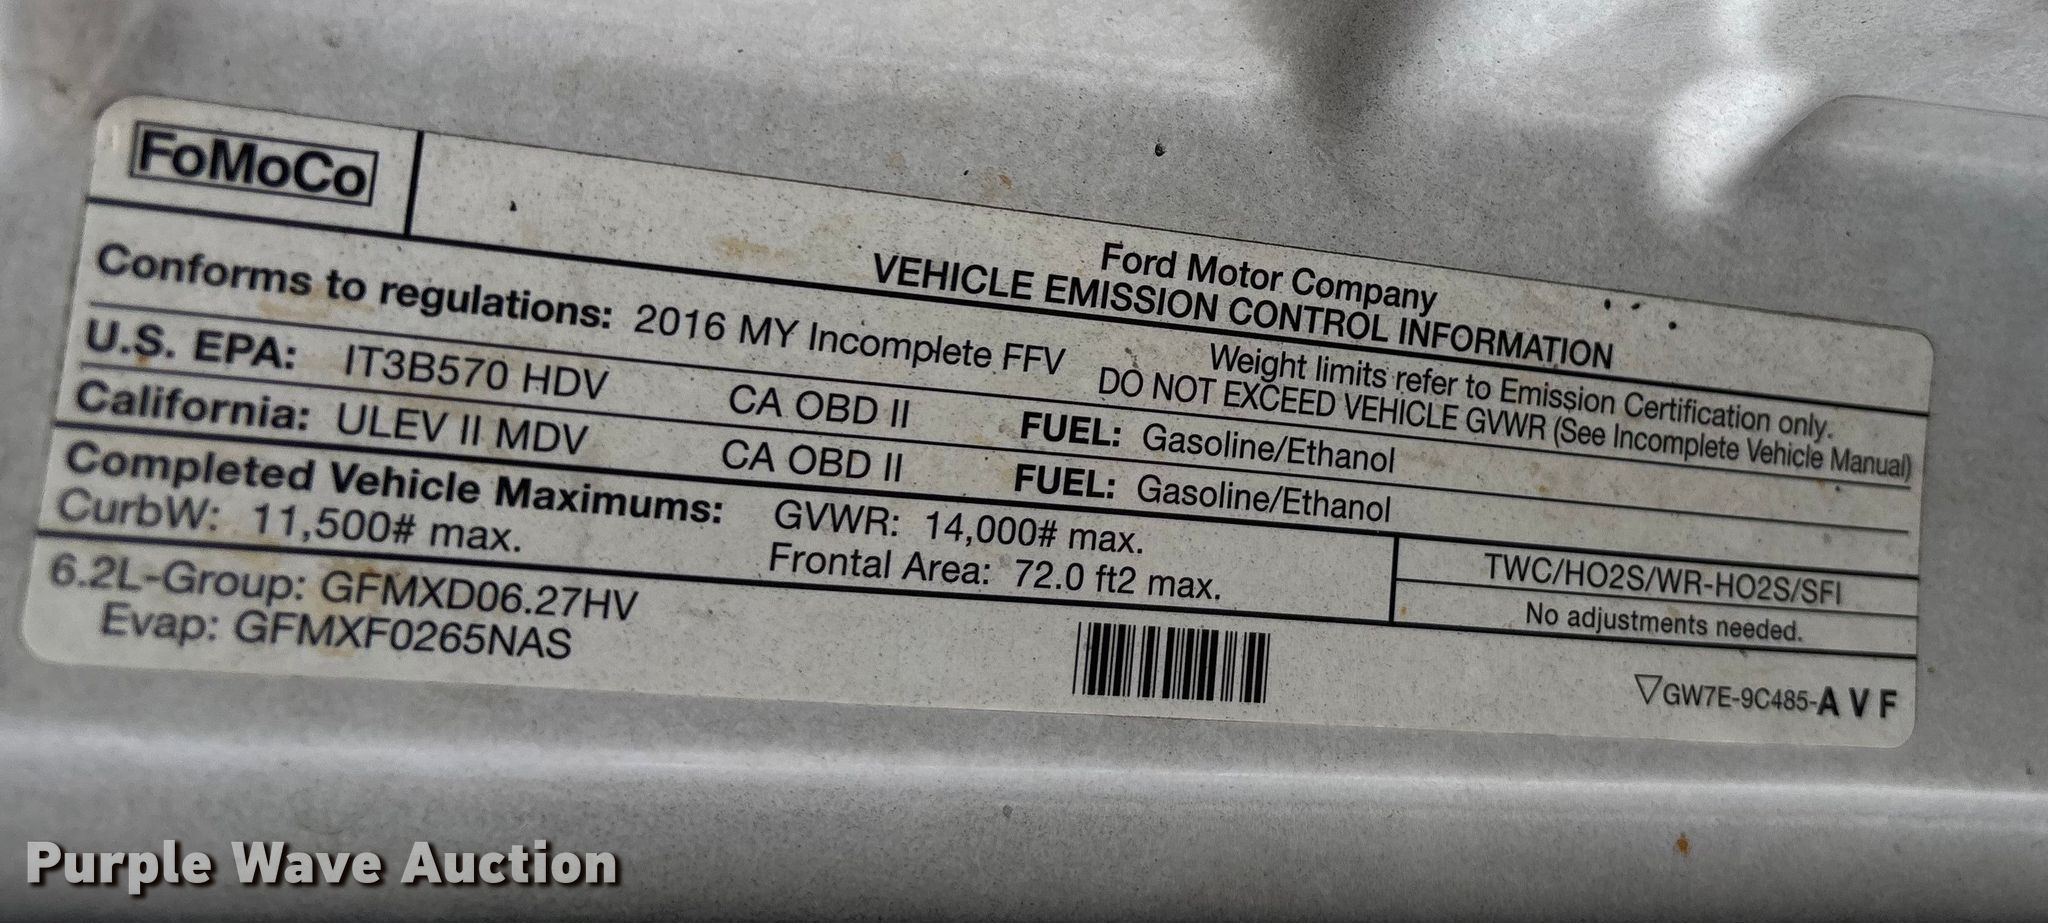 FoMoCo
Ford Motor Company
VEHICLE EMISSION CONTROL INFORMATION
Conforms to regulations: 2016 MY Incomplete FFV
Weight limits refer to Emission Certification only.
DO NOT EXCEED VEHICLE GVWR (See Incomplete Vehicle Manual)
U.S. EPA: IT3B570 HDV CA OBD II FUEL: Gasoline/Ethanol
California: ULEV II MDV CA OBD II FUEL: Gasoline/Ethanol
Completed Vehicle Maximums: GVWR: 14,000# max.
CurbW: 11,500# max. Frontal Area: 72.0 ft2 max.
TWC/HO2S/WR-HO2S/SFI
No adjustments needed.
6.2L-Group: GFMXD06.27HV
Evap: GFMXF0265NAS
▽GW7E-9C485-A V F
Purple Wave Auction